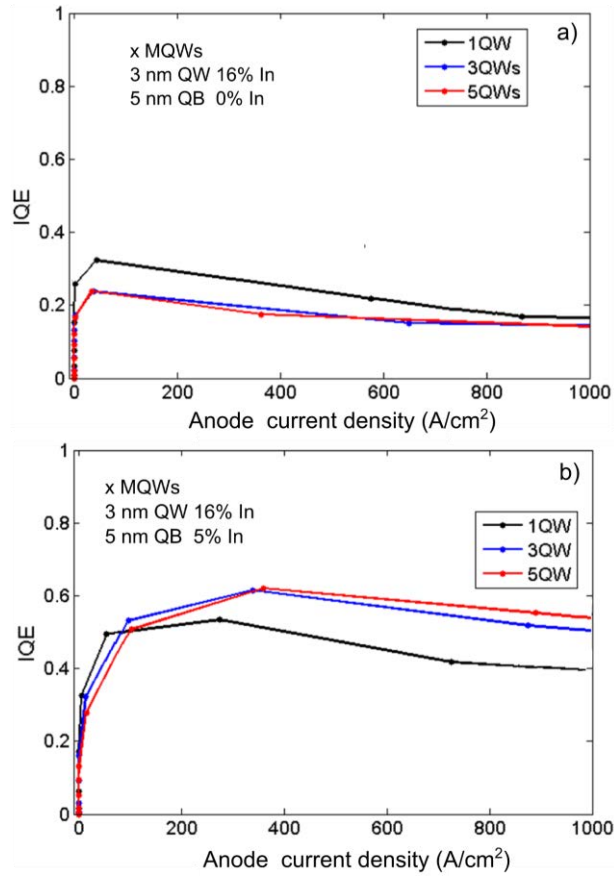 a)
x MQWs
3 nm QW 16% In
5 nm QB 0% In
1QW
3QWs
5QWs
IQE
1
0.8
0.6
0.4
0.2
0
0 200 400 600 800 1000
Anode current density (A/cm²)
b)
x MQWs
3 nm QW 16% In
5 nm QB 5% In
1QW
3QW
5QW
IQE
1
0.8
0.6
0.4
0.2
0
0 200 400 600 800 1000
Anode current density (A/cm²)